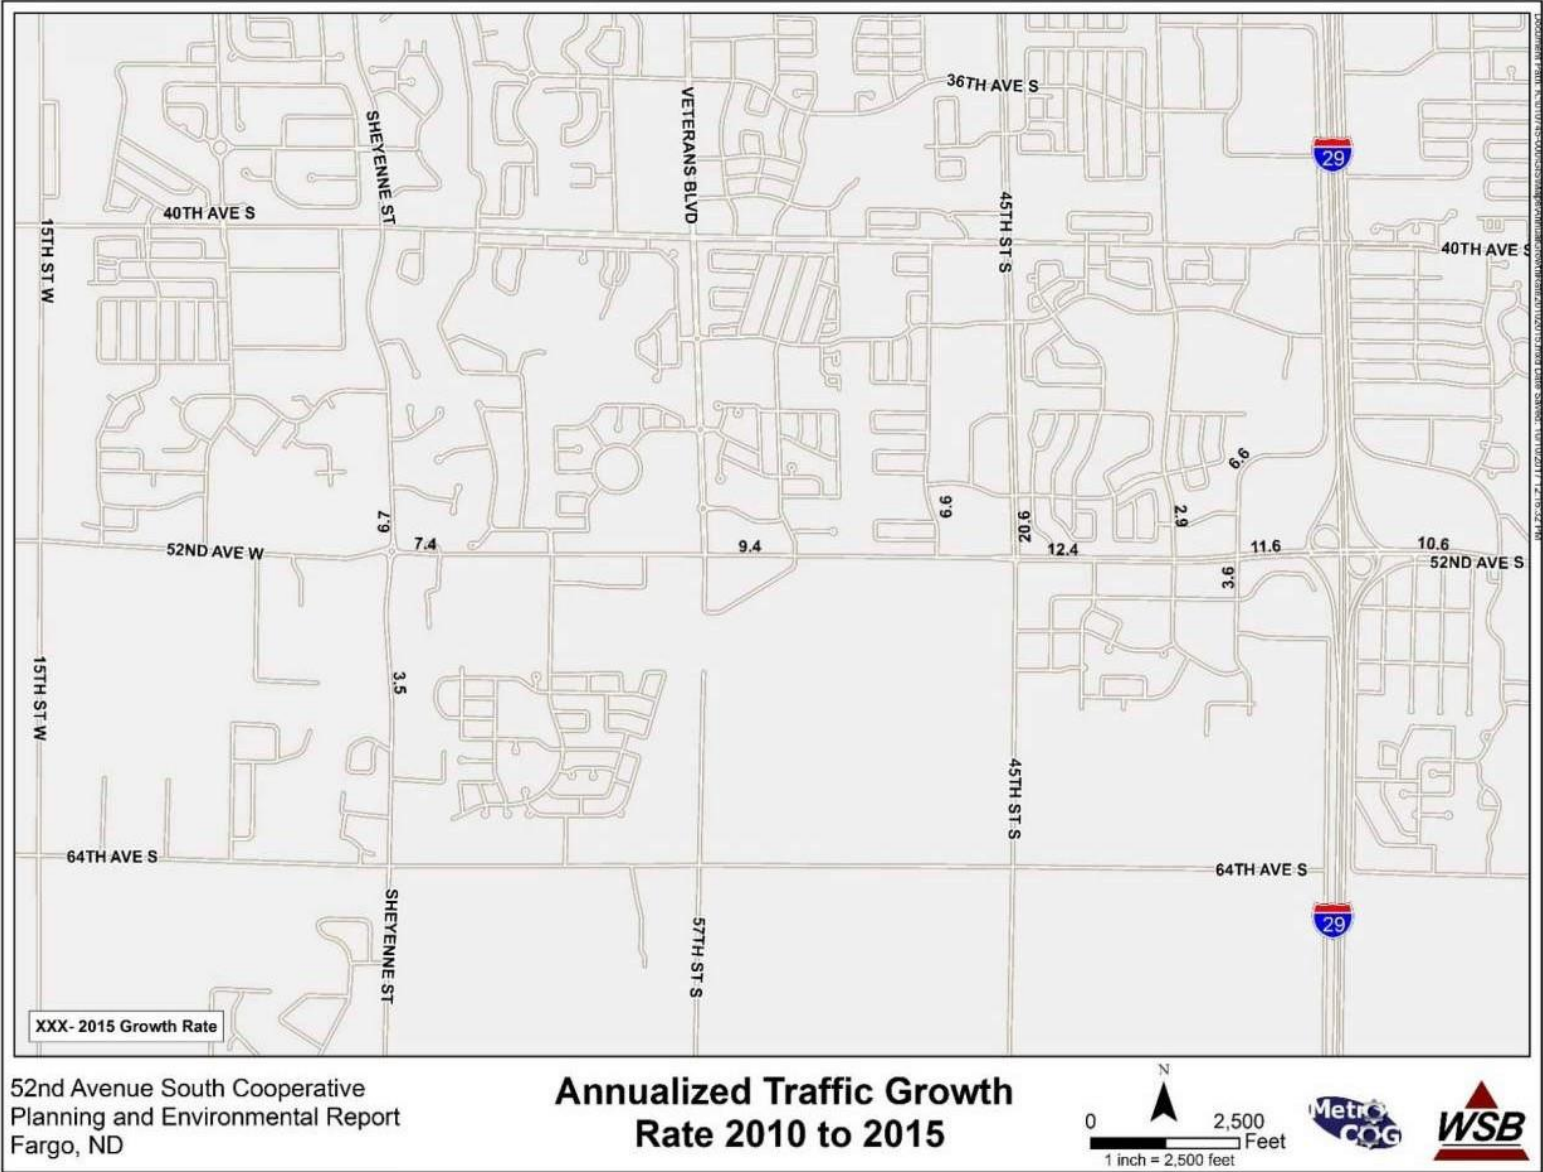 36TH AVE S
VETERANS BLVD
SHEYENNE ST
29
40TH AVE S
45TH ST S
15TH ST W
40TH AVE S
6.6
6.6
7.9
20.6
2.9
7.4
9.4
12.4
11.6
10.6
52ND AVE W
52ND AVE S
3.6
3.5
15TH ST W
45TH ST S
64TH AVE S
64TH AVE S
SHEYENNE ST
57TH ST S
29
XXX- 2015 Growth Rate
52nd Avenue South Cooperative
Planning and Environmental Report
Fargo, ND
Annualized Traffic Growth
Rate 2010 to 2015
N
0 2,500
Feet
1 inch = 2,500 feet
Metro
COG
WSB